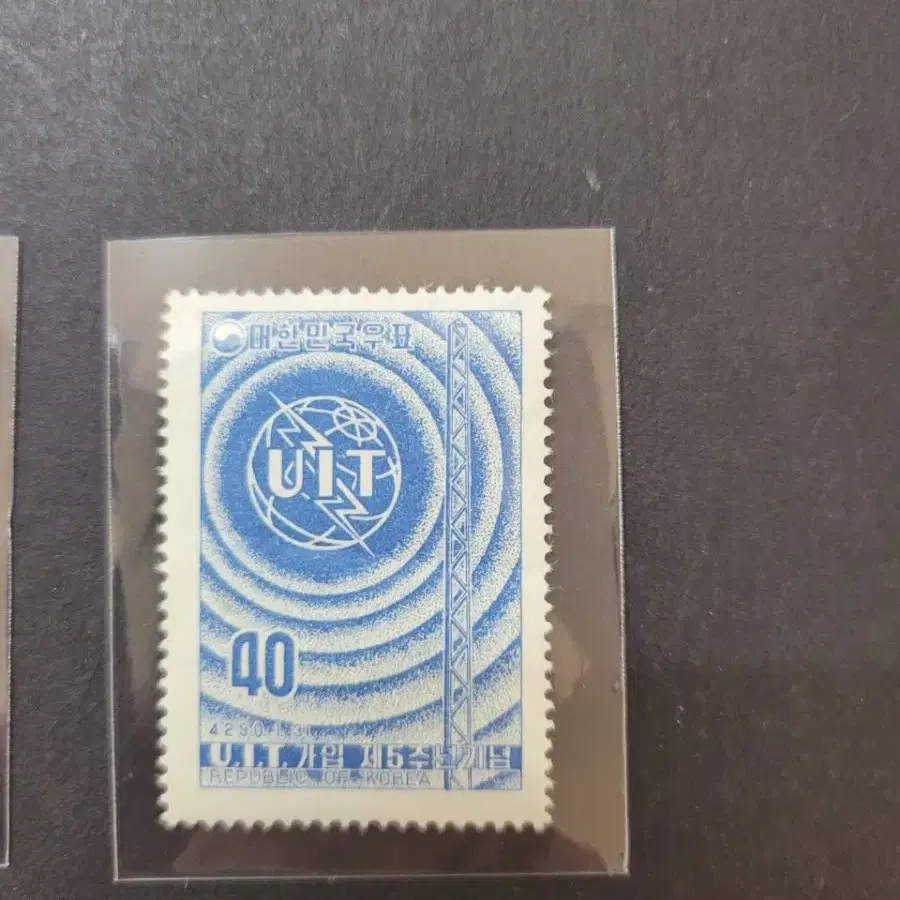 대한민국우표
UIT
40
4290.1.31
U.I.T. 가입 제5주년기념
REPUBLIC OF KOREA